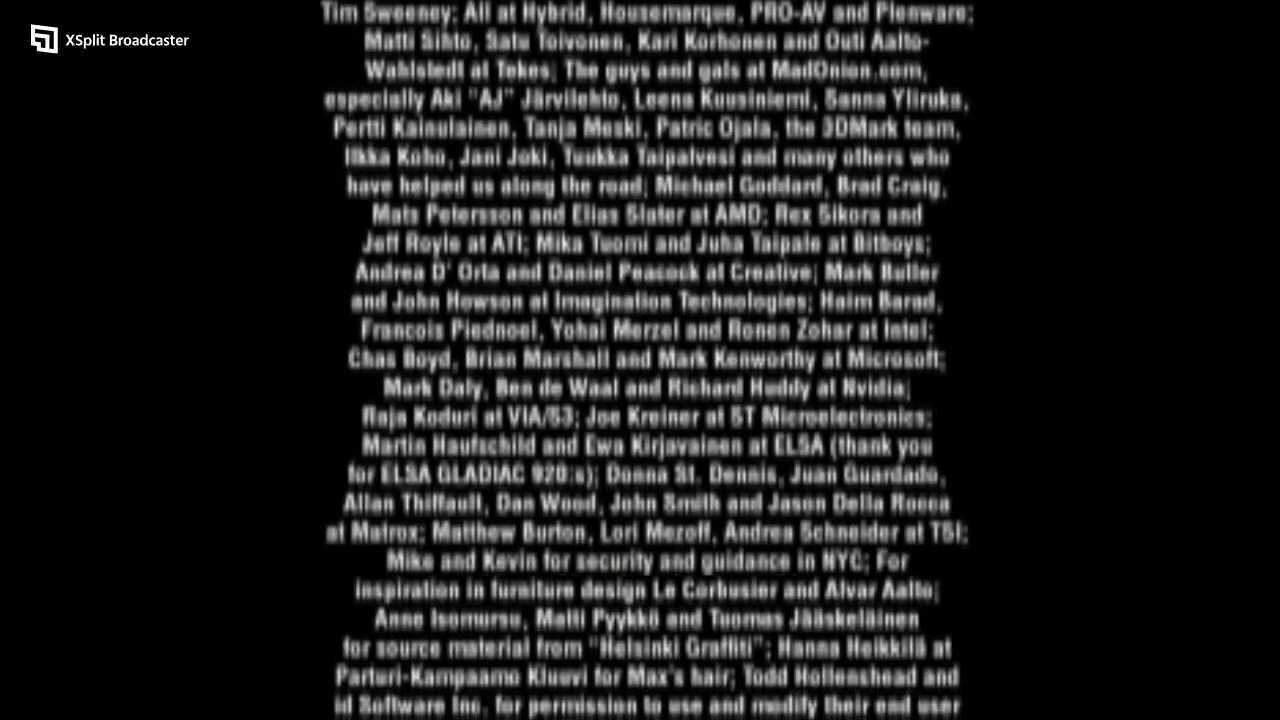 XSplit Broadcaster
Tim Sweeney; All at Hybrid, Housemarque, PRO-AV and Plenware;
Matti Sihto, Satu Toivonen, Kari Korhonen and Outi Aalto-
Wahlstedt at Tekes; The guys and gals at MadOnion.com,
especially Aki "AJ" Järvilehto, Leena Kuusiniemi, Sanna Yliruka,
Pertti Kainulainen, Tanja Meski, Patric Ojala, the 3DMark team,
Ilkka Koho, Jani Joki, Tuukka Taipalvesi and many others who
have helped us along the road; Michael Goddard, Brad Craig,
Mats Petersson and Elias Slater at AMD; Rex Sikora and
Jeff Royle at ATI; Mika Tuomi and Juha Taipale at Bitboys;
Andrea D' Orta and Daniel Peacock at Creative; Mark Butler
and John Howson at Imagination Technologies; Haim Barad,
Francois Piednoel, Yohai Merzel and Ronen Zohar at Intel;
Chas Boyd, Brian Marshall and Mark Kenworthy at Microsoft;
Mark Daly, Ben de Waal and Richard Huddy at Nvidia;
Raja Koduri at VIA/S3; Joe Kreiner at ST Microelectronics;
Martin Haufschild and Ewa Kirjavainen at ELSA (thank you
for ELSA GLADIAC 920:s); Donna St. Dennis, Juan Guardado,
Allan Thiffault, Dan Wood, John Smith and Jason Della Rocca
at Matrox; Matthew Burton, Lori Mezoff, Andrea Schneider at TSI;
Mike and Kevin for security and guidance in NYC; For
inspiration in furniture design Le Corbusier and Alvar Aalto;
Anne Isomursu, Matti Pyykkö and Tuomas Jääskeläinen
for source material from "Helsinki Graffiti"; Hanna Heikkilä at
Parturi-Kampaamo Kluuvi for Max's hair; Todd Hollenshead and
id Software Inc. for permission to use and modify their end user